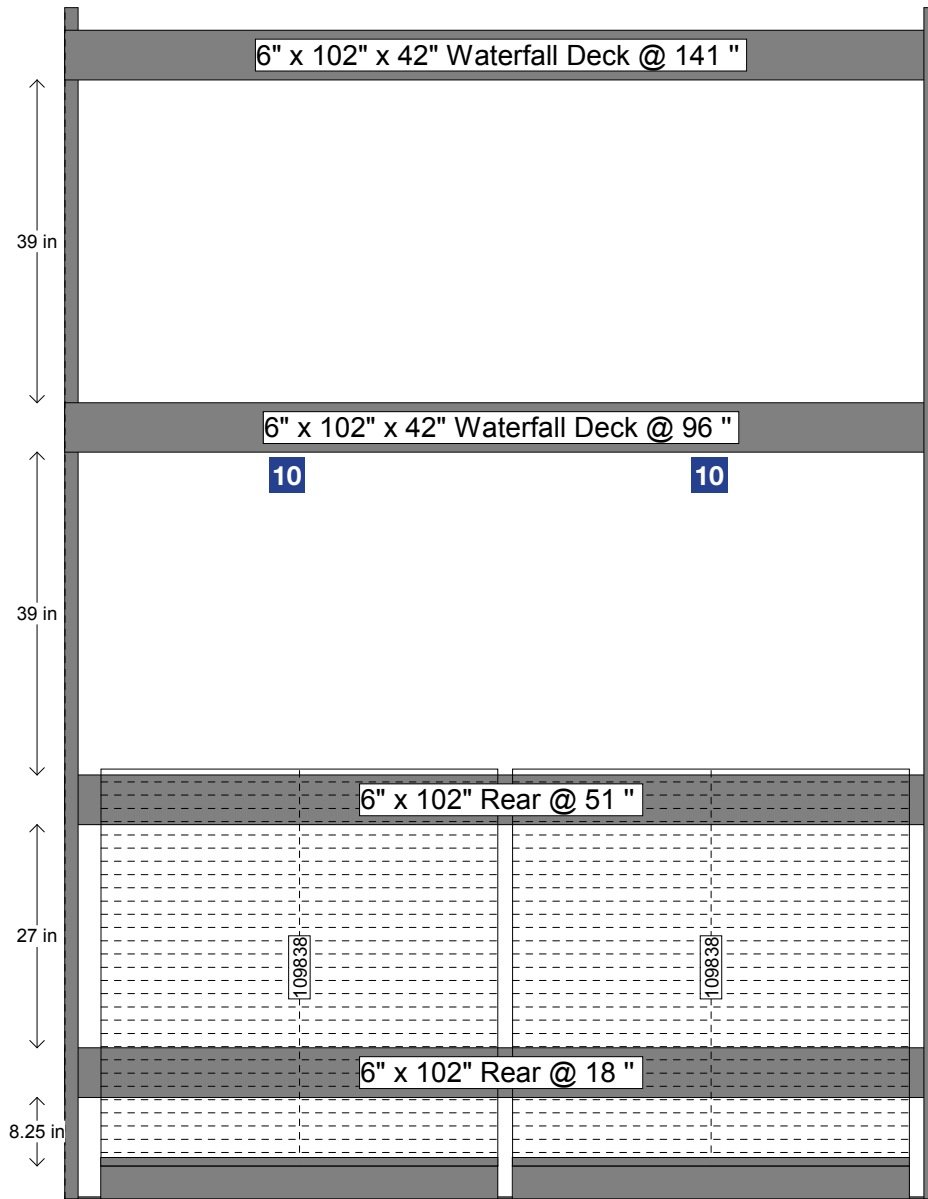 6" x 102" x 42" Waterfall Deck @ 141 "
39 in
6" x 102" x 42" Waterfall Deck @ 96 "
10
10
39 in
6" x 102" Rear @ 51 "
27 in
109838
109838
6" x 102" Rear @ 18 "
8.25 in